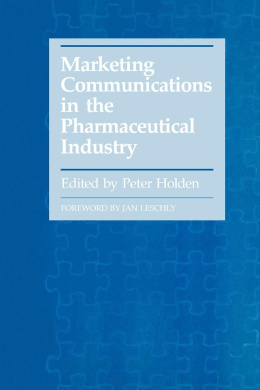 Marketing
Communications
in the
Pharmaceutical
Industry
Edited by Peter Holden
FOREWORD BY JAN LESCHLY